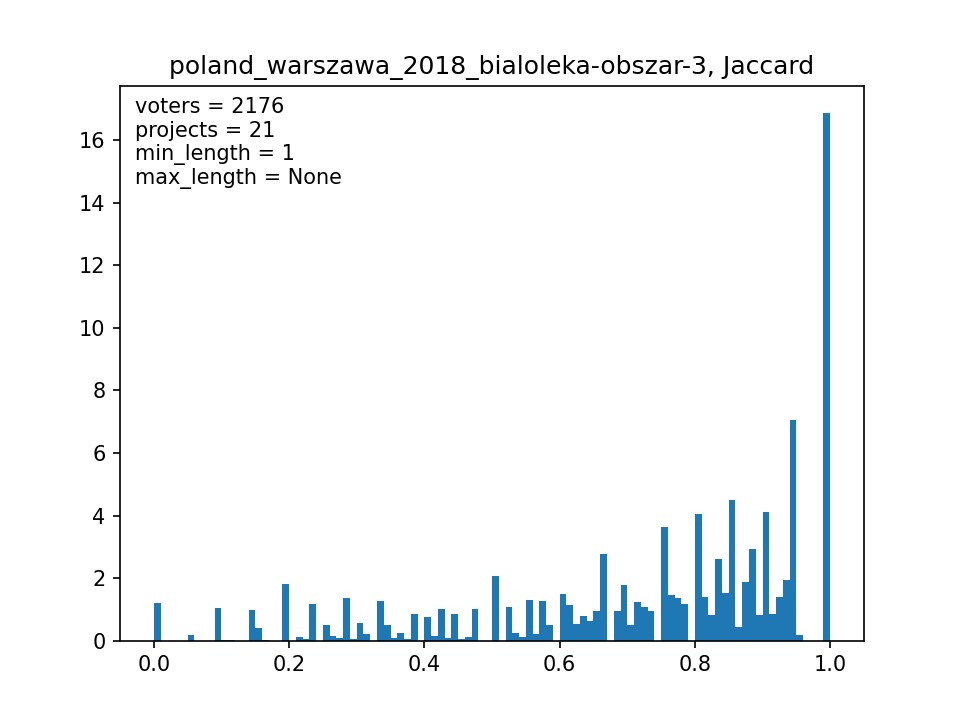 poland_warszawa_2018_bialoleka-obszar-3, Jaccard
voters = 2176
projects = 21
min_length = 1
max_length = None
16
14
12
10
8
6
4
2
0
0.0 0.2 0.4 0.6 0.8 1.0